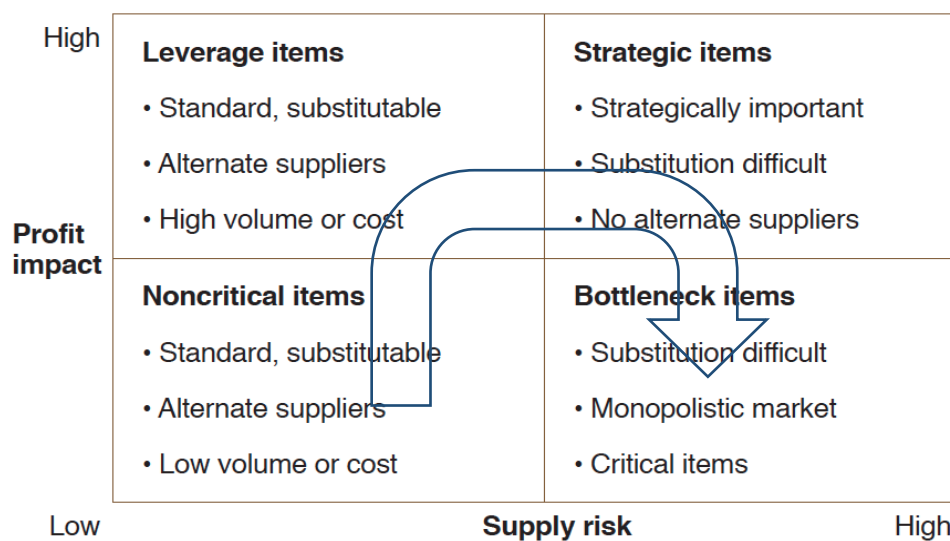 High
Leverage items
• Standard, substitutable
• Alternate suppliers
• High volume or cost
Strategic items
• Strategically important
• Substitution difficult
• No alternate suppliers
Profit
impact
Noncritical items
• Standard, substitutable
• Alternate suppliers
• Low volume or cost
Bottleneck items
• Substitution difficult
• Monopolistic market
• Critical items
Low
Supply risk
High